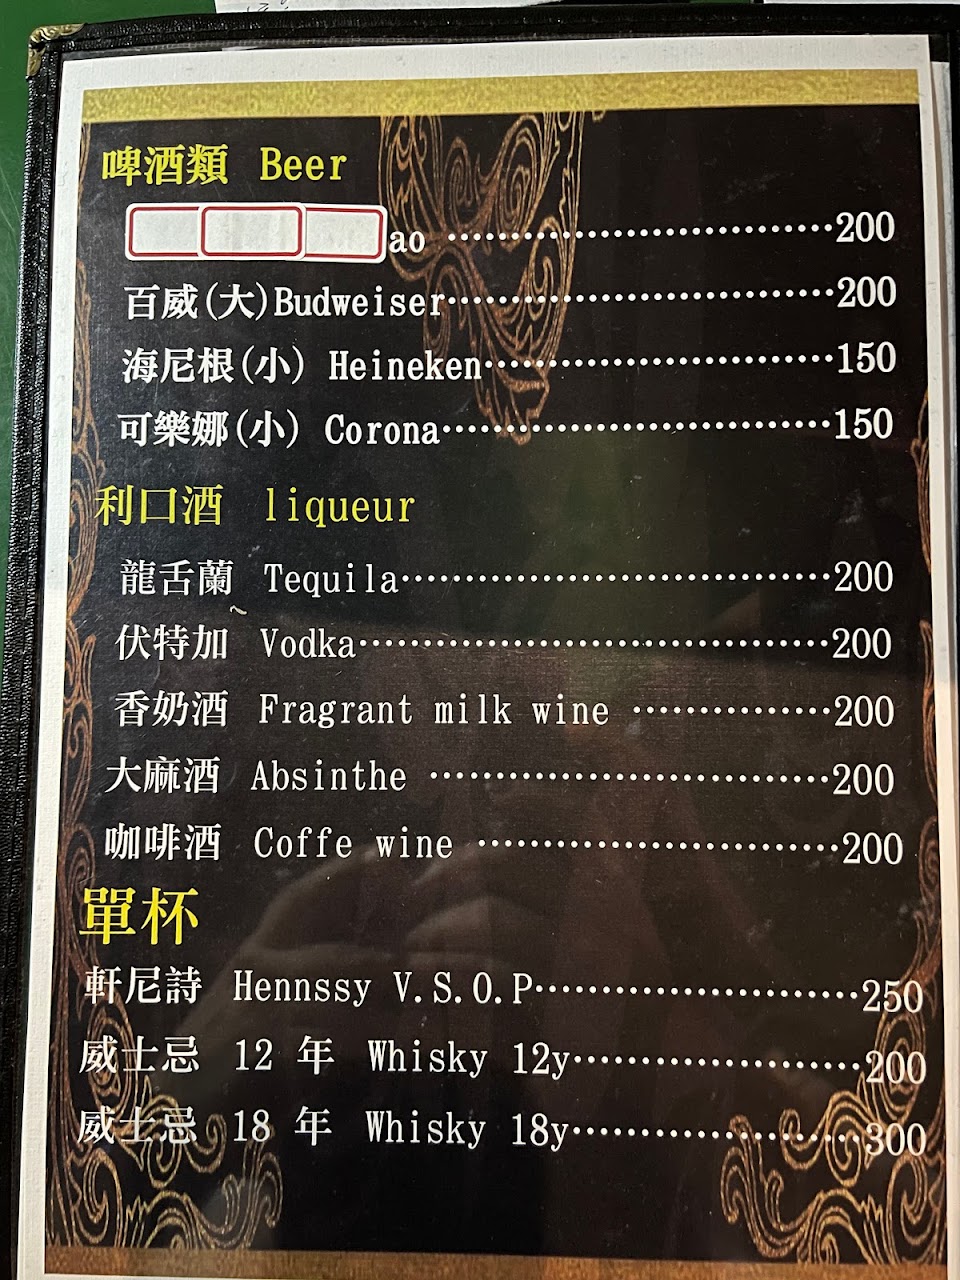 啤酒類 Beer
ao ……………………………200
百威(大)Budweiser……………………………200
海尼根(小) Heineken…………………………150
可樂娜(小) Corona……………………………150
利口酒 liqueur
龍舌蘭 Tequila………………………………200
伏特加 Vodka…………………………………200
香奶酒 Fragrant milk wine ………………200
大麻酒 Absinthe ……………………………200
咖啡酒 Coffe wine …………………………200
單杯
軒尼詩 Hennssy V.S.O.P………………………250
威士忌 12 年 Whisky 12y……………………200
威士忌 18 年 Whisky 18y……………………300